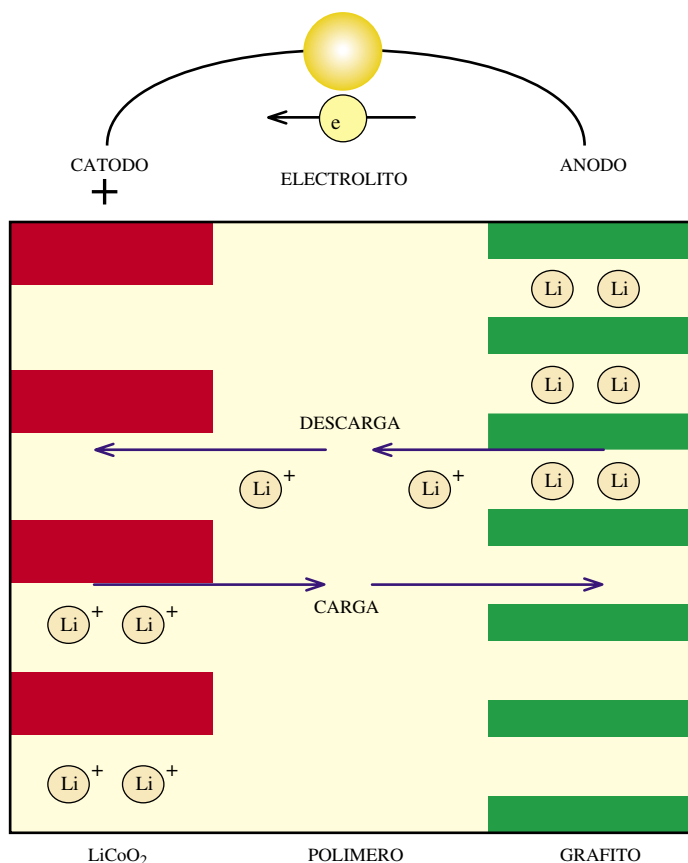 e
CATODO ELECTROLITO ANODO
+
Li Li
Li Li
DESCARGA
Li Li
Li+ Li+
CARGA
Li+ Li+
Li+ Li+
LiCoO₂ POLIMERO GRAFITO